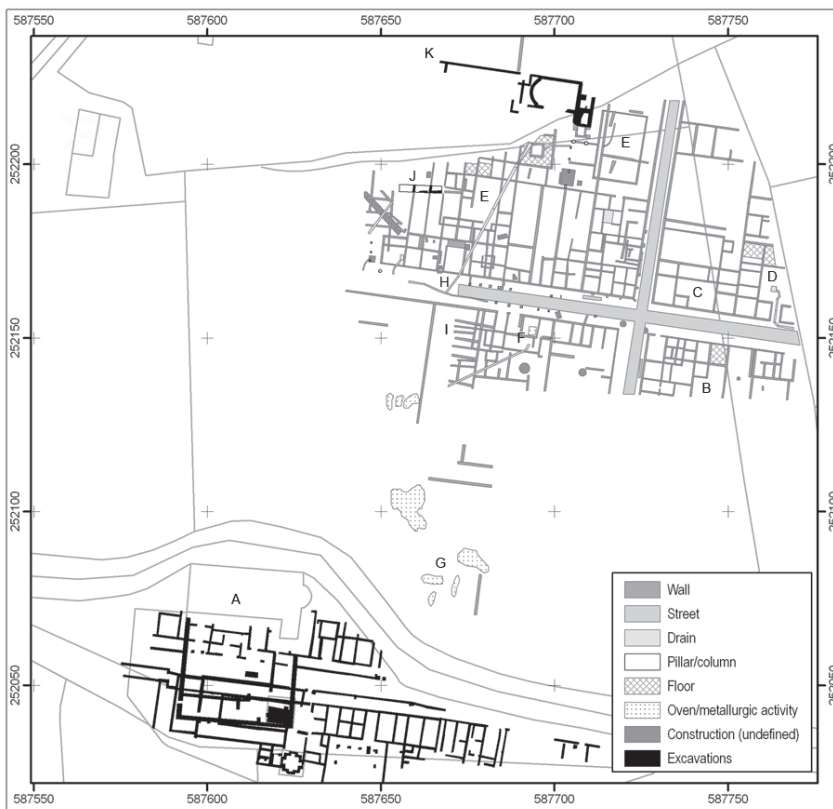 587550 587600 587650 587700 587750
K
E
252200 252200
J
E
D
H C
252150 252150
I F
B
252100 252100
G
A
Wall
Street
Drain
Pillar/column
Floor
Oven/metallurgic activity
Construction (undefined)
Excavations
252050 252050
587550 587600 587650 587700 587750